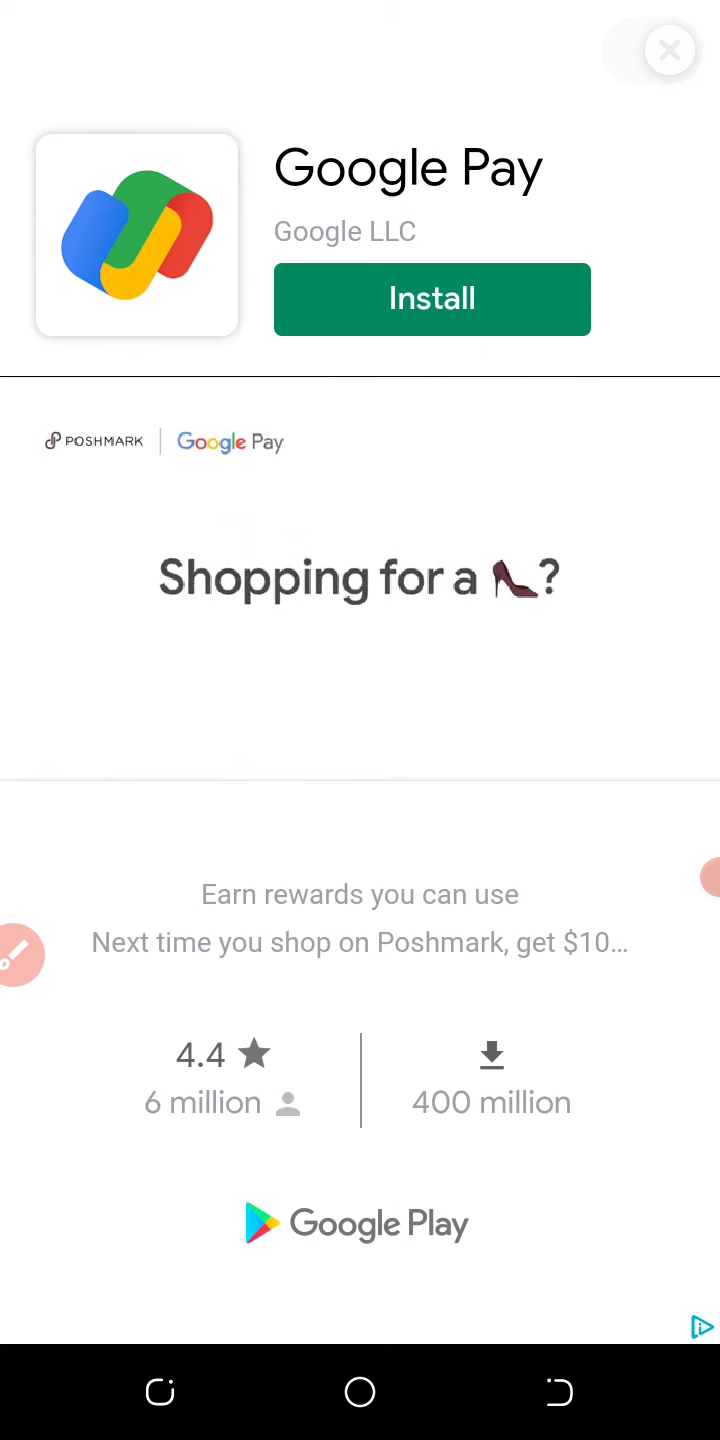 Google Pay
Google LLC
Install
POSHMARK | Google Pay
Shopping for a 👠?
Earn rewards you can use
Next time you shop on Poshmark, get $10...
4.4 ★
6 million
400 million
Google Play